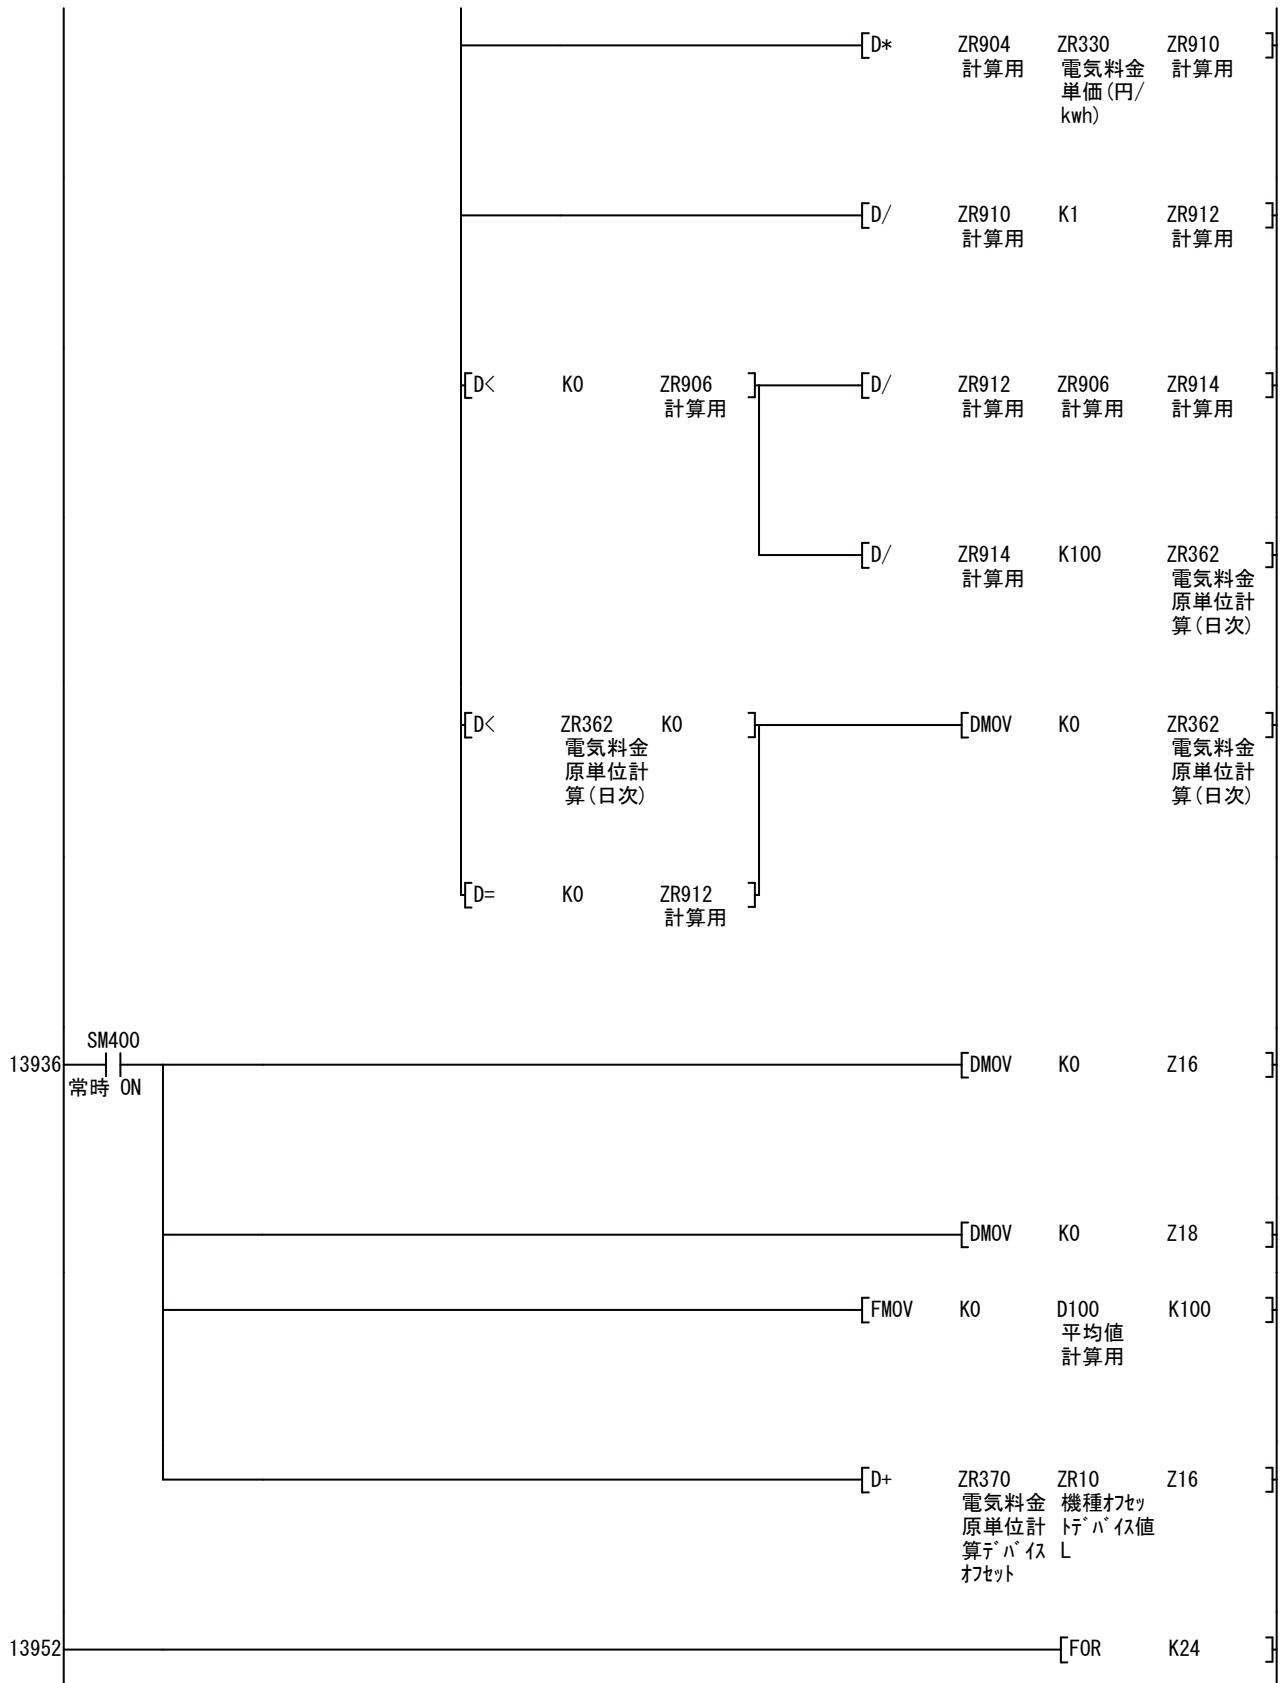 [D* ZR904 ZR330 ZR910 ]
計算用 電気料金 計算用
単価(円/
kwh)
[D/ ZR910 K1 ZR912 ]
計算用 計算用
[D< K0 ZR906 ] [D/ ZR912 ZR906 ZR914 ]
計算用 計算用 計算用 計算用
[D/ ZR914 K100 ZR362 ]
計算用 電気料金
原単位計
算(日次)
[D< ZR362 K0 ] [DMOV K0 ZR362 ]
電気料金 電気料金
原単位計 原単位計
算(日次) 算(日次)
[D= K0 ZR912 ]
計算用
SM400
13936 [DMOV K0 Z16 ]
常時 ON
[DMOV K0 Z18 ]
[FMOV K0 D100 K100 ]
平均値
計算用
[D+ ZR370 ZR10 Z16 ]
電気料金 機種ｵﾌｾｯ
原単位計 ﾄﾃﾞﾊﾞｲｽ値
算ﾃﾞﾊﾞｲｽ L
ｵﾌｾｯﾄ
13952 [FOR K24 ]